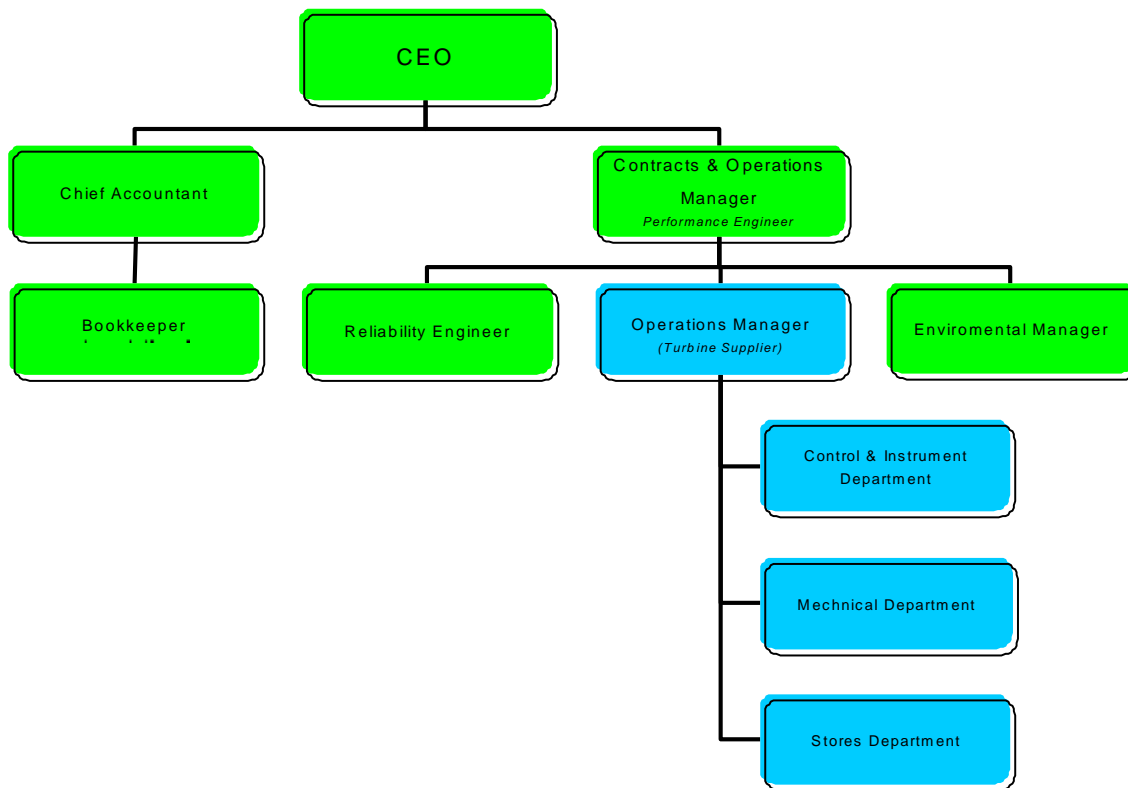 CEO
Chief Accountant
Contracts & Operations
Manager
Performance Engineer
Bookkeeper
Reliability Engineer
Operations Manager
(Turbine Supplier)
Enviromental Manager
Control & Instrument
Department
Mechnical Department
Stores Department